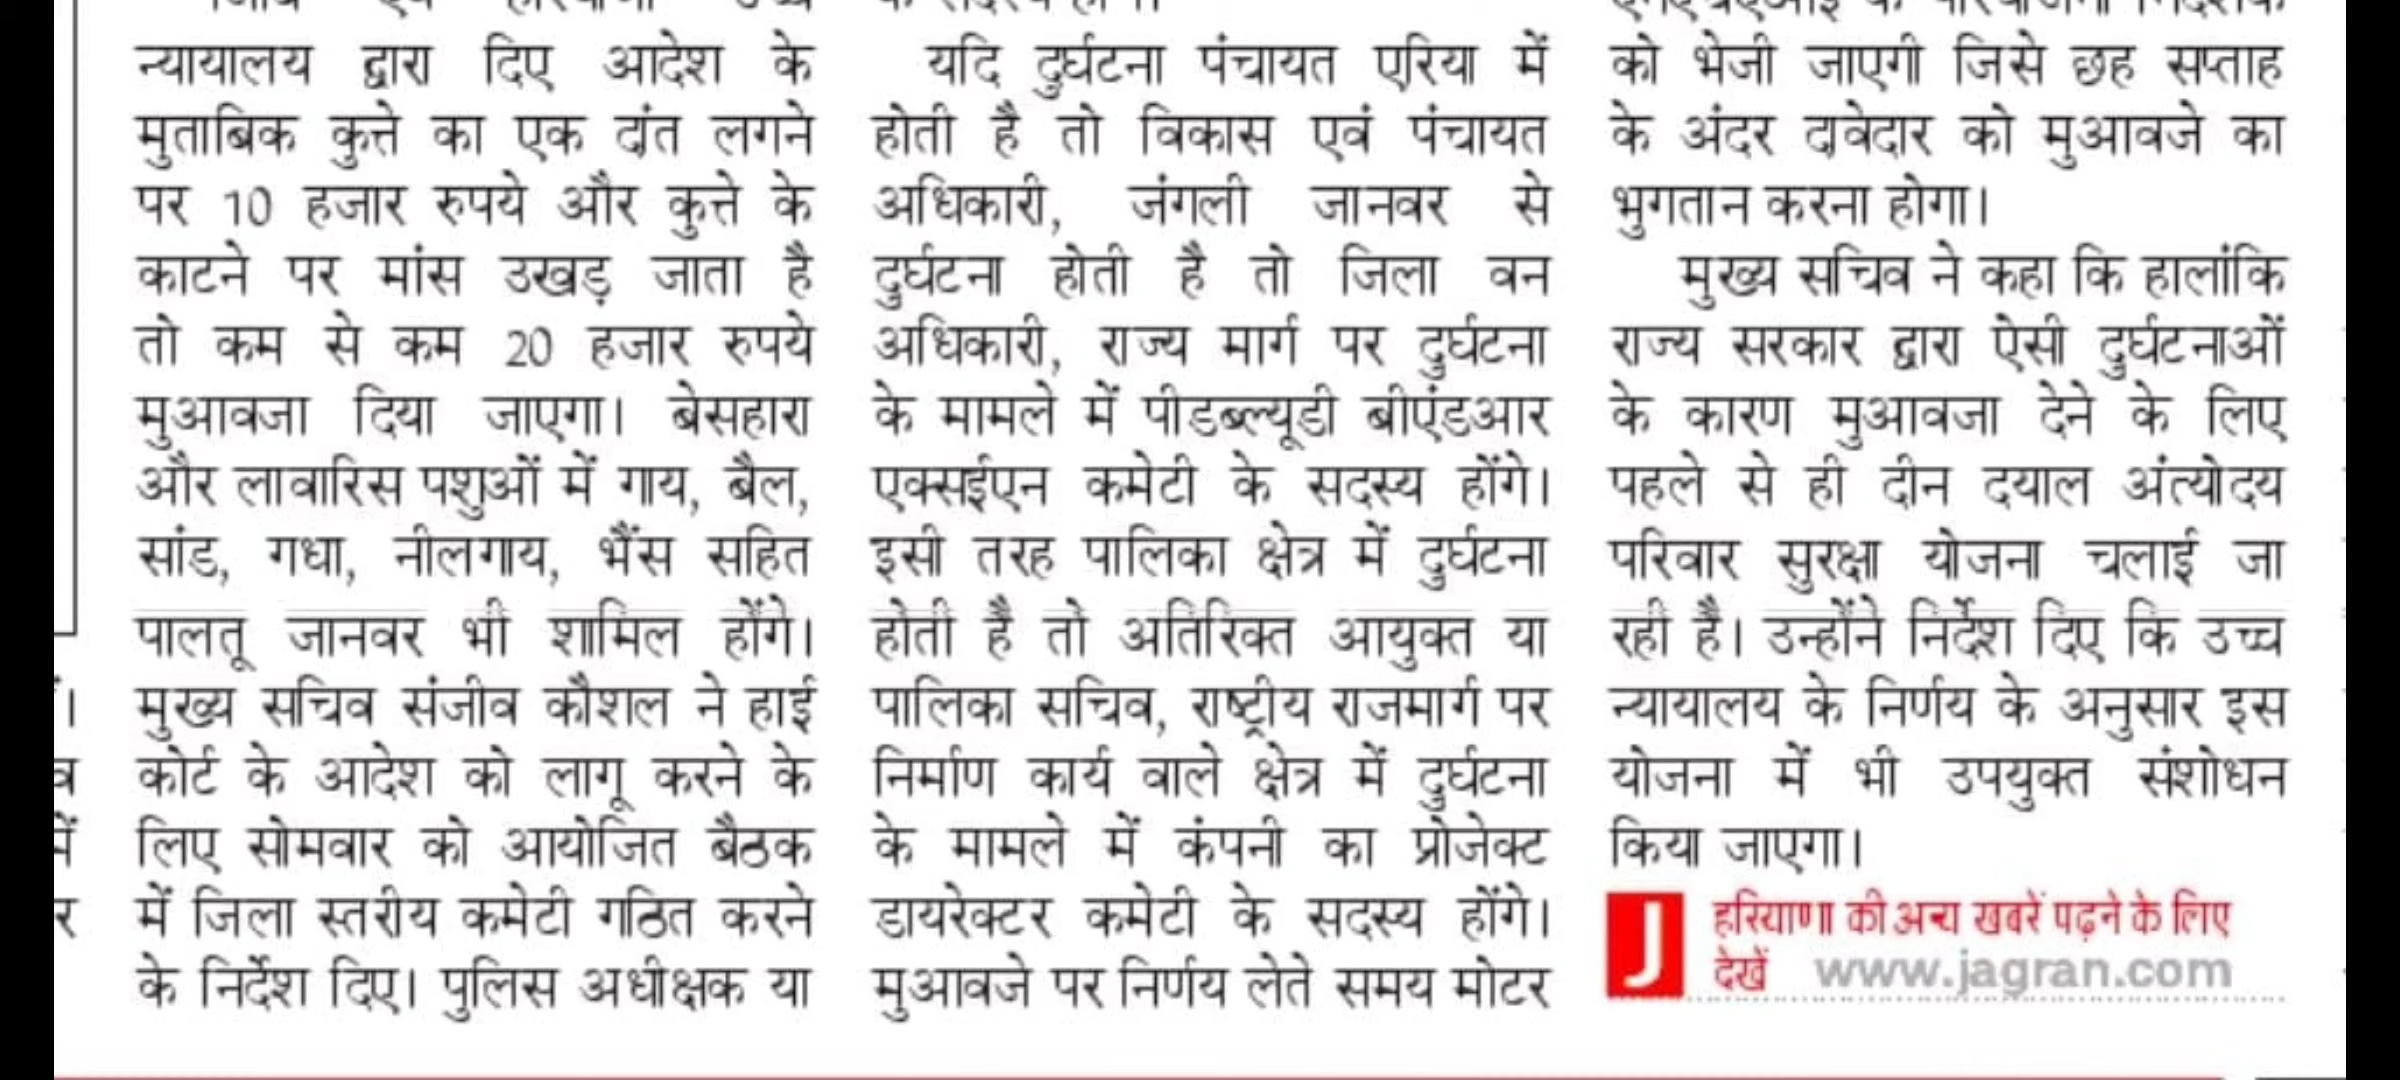 न्यायालय द्वारा दिए आदेश के
मुताबिक कुत्ते का एक दांत लगने
पर 10 हजार रुपये और कुत्ते के
काटने पर मांस उखड़ जाता है
तो कम से कम 20 हजार रुपये
मुआवजा दिया जाएगा। बेसहारा
और लावारिस पशुओं में गाय, बैल,
सांड, गधा, नीलगाय, भैंस सहित
पालतू जानवर भी शामिल होंगे।
मुख्य सचिव संजीव कौशल ने हाई
कोर्ट के आदेश को लागू करने के
लिए सोमवार को आयोजित बैठक
में जिला स्तरीय कमेटी गठित करने
के निर्देश दिए। पुलिस अधीक्षक या
यदि दुर्घटना पंचायत एरिया में
होती है तो विकास एवं पंचायत
अधिकारी, जंगली जानवर से
दुर्घटना होती है तो जिला वन
अधिकारी, राज्य मार्ग पर दुर्घटना
के मामले में पीडब्ल्यूडी बीएंडआर
एक्सईएन कमेटी के सदस्य होंगे।
इसी तरह पालिका क्षेत्र में दुर्घटना
होती है तो अतिरिक्त आयुक्त या
पालिका सचिव, राष्ट्रीय राजमार्ग पर
निर्माण कार्य वाले क्षेत्र में दुर्घटना
के मामले में कंपनी का प्रोजेक्ट
डायरेक्टर कमेटी के सदस्य होंगे।
मुआवजे पर निर्णय लेते समय मोटर
को भेजी जाएगी जिसे छह सप्ताह
के अंदर दावेदार को मुआवजे का
भुगतान करना होगा।
मुख्य सचिव ने कहा कि हालांकि
राज्य सरकार द्वारा ऐसी दुर्घटनाओं
के कारण मुआवजा देने के लिए
पहले से ही दीन दयाल अंत्योदय
परिवार सुरक्षा योजना चलाई जा
रही है। उन्होंने निर्देश दिए कि उच्च
न्यायालय के निर्णय के अनुसार इस
योजना में भी उपयुक्त संशोधन
किया जाएगा।
J हरियाणा की अन्य खबरें पढ़ने के लिए
देखें www.jagran.com